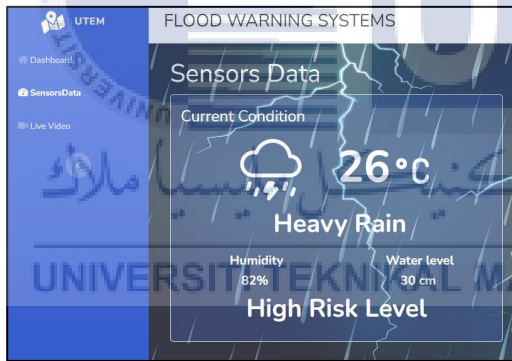 UTEM
FLOOD WARNING SYSTEMS
Dashboard
SensorsData
Live Video
Sensors Data
Current Condition
26°C
Heavy Rain
Humidity
Water level
82%
30 cm
High Risk Level
UNIVERSITI TEKNIKAL
ملاك